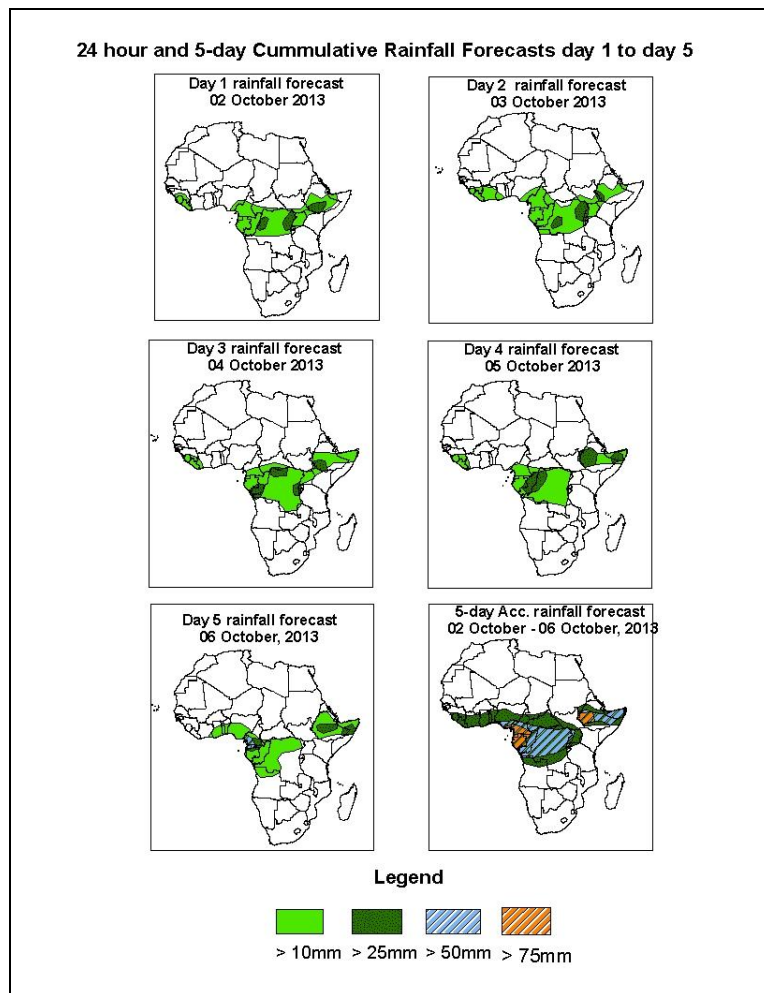 24 hour and 5-day Cummulative Rainfall Forecasts day 1 to day 5
Day 1 rainfall forecast
02 October 2013
Day 2 rainfall forecast
03 October 2013
Day 3 rainfall forecast
04 October 2013
Day 4 rainfall forecast
05 October 2013
Day 5 rainfall forecast
06 October, 2013
5-day Acc. rainfall forecast
02 October - 06 October, 2013
Legend
> 10mm > 25mm > 50mm > 75mm